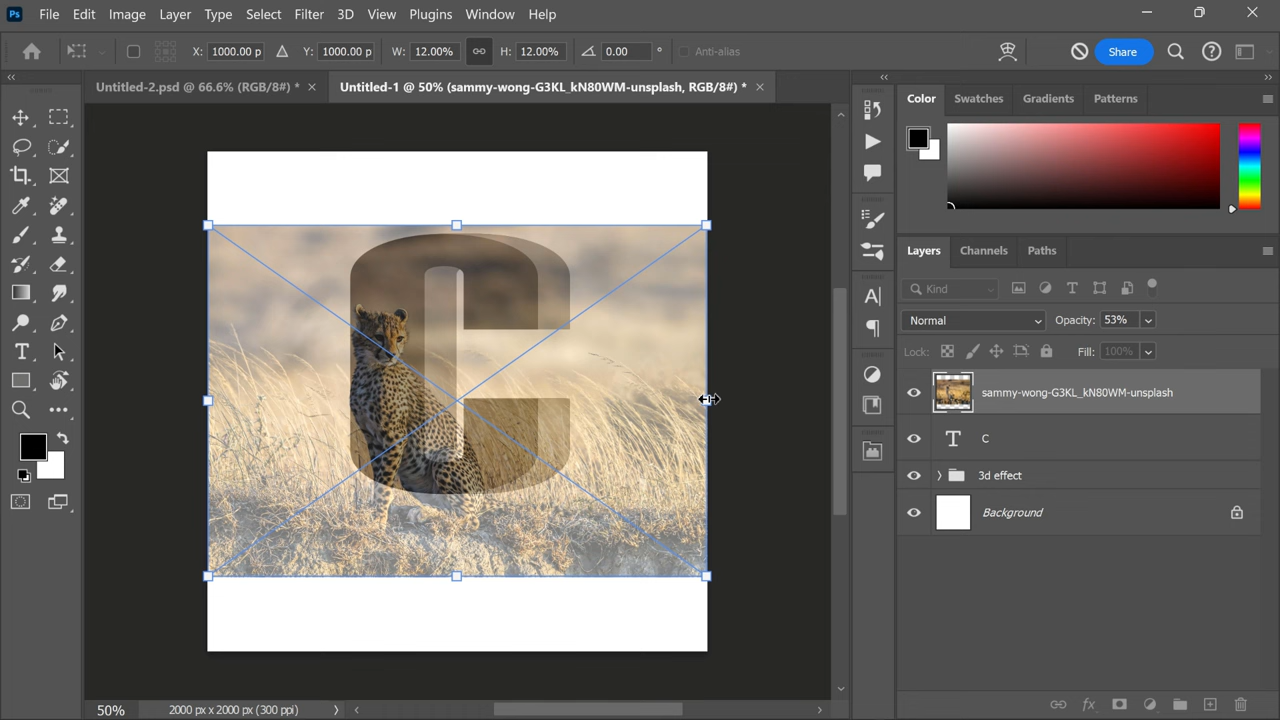 Ps File Edit Image Layer Type Select Filter 3D View Plugins Window Help
X: 1000.00 p Y: 1000.00 p W: 12.00% H: 12.00% 0.00 ° Anti-alias Share
Untitled-2.psd @ 66.6% (RGB/8#) * Untitled-1 @ 50% (sammy-wong-G3KL_kN80WM-unsplash, RGB/8#) *
Color Swatches Gradients Patterns
Layers Channels Paths
Kind
Normal Opacity: 53%
Lock: Fill: 100%
sammy-wong-G3KL_kN80WM-unsplash
C
C
3d effect
Background
50% 2000 px x 2000 px (300 ppi)